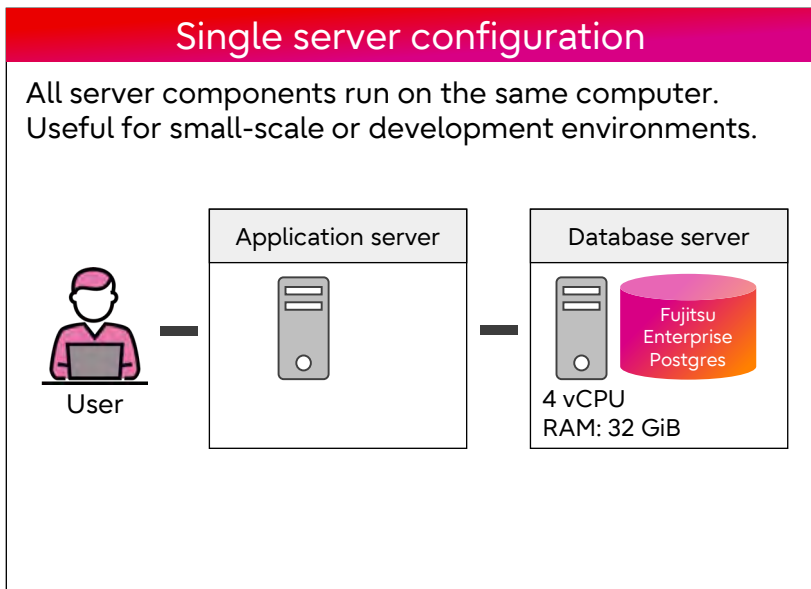 Single server configuration
All server components run on the same computer.
Useful for small-scale or development environments.
Application server
Database server
Fujitsu
Enterprise
Postgres
User
4 vCPU
RAM: 32 GiB